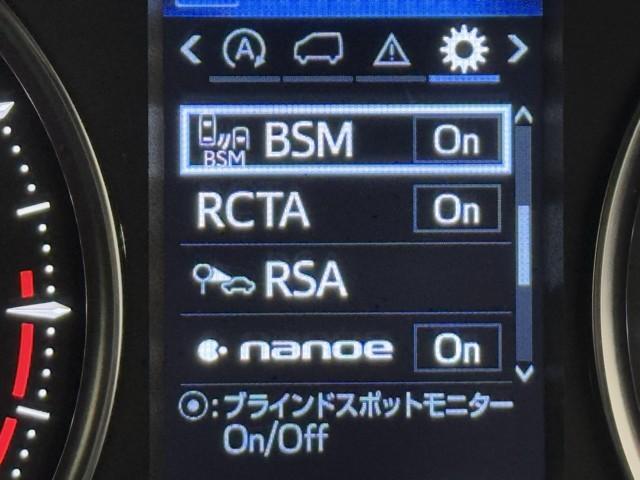 A
BSM BSM On
RCTA On
RSA
nanoe On
:ブラインドスポットモニター
On/Off